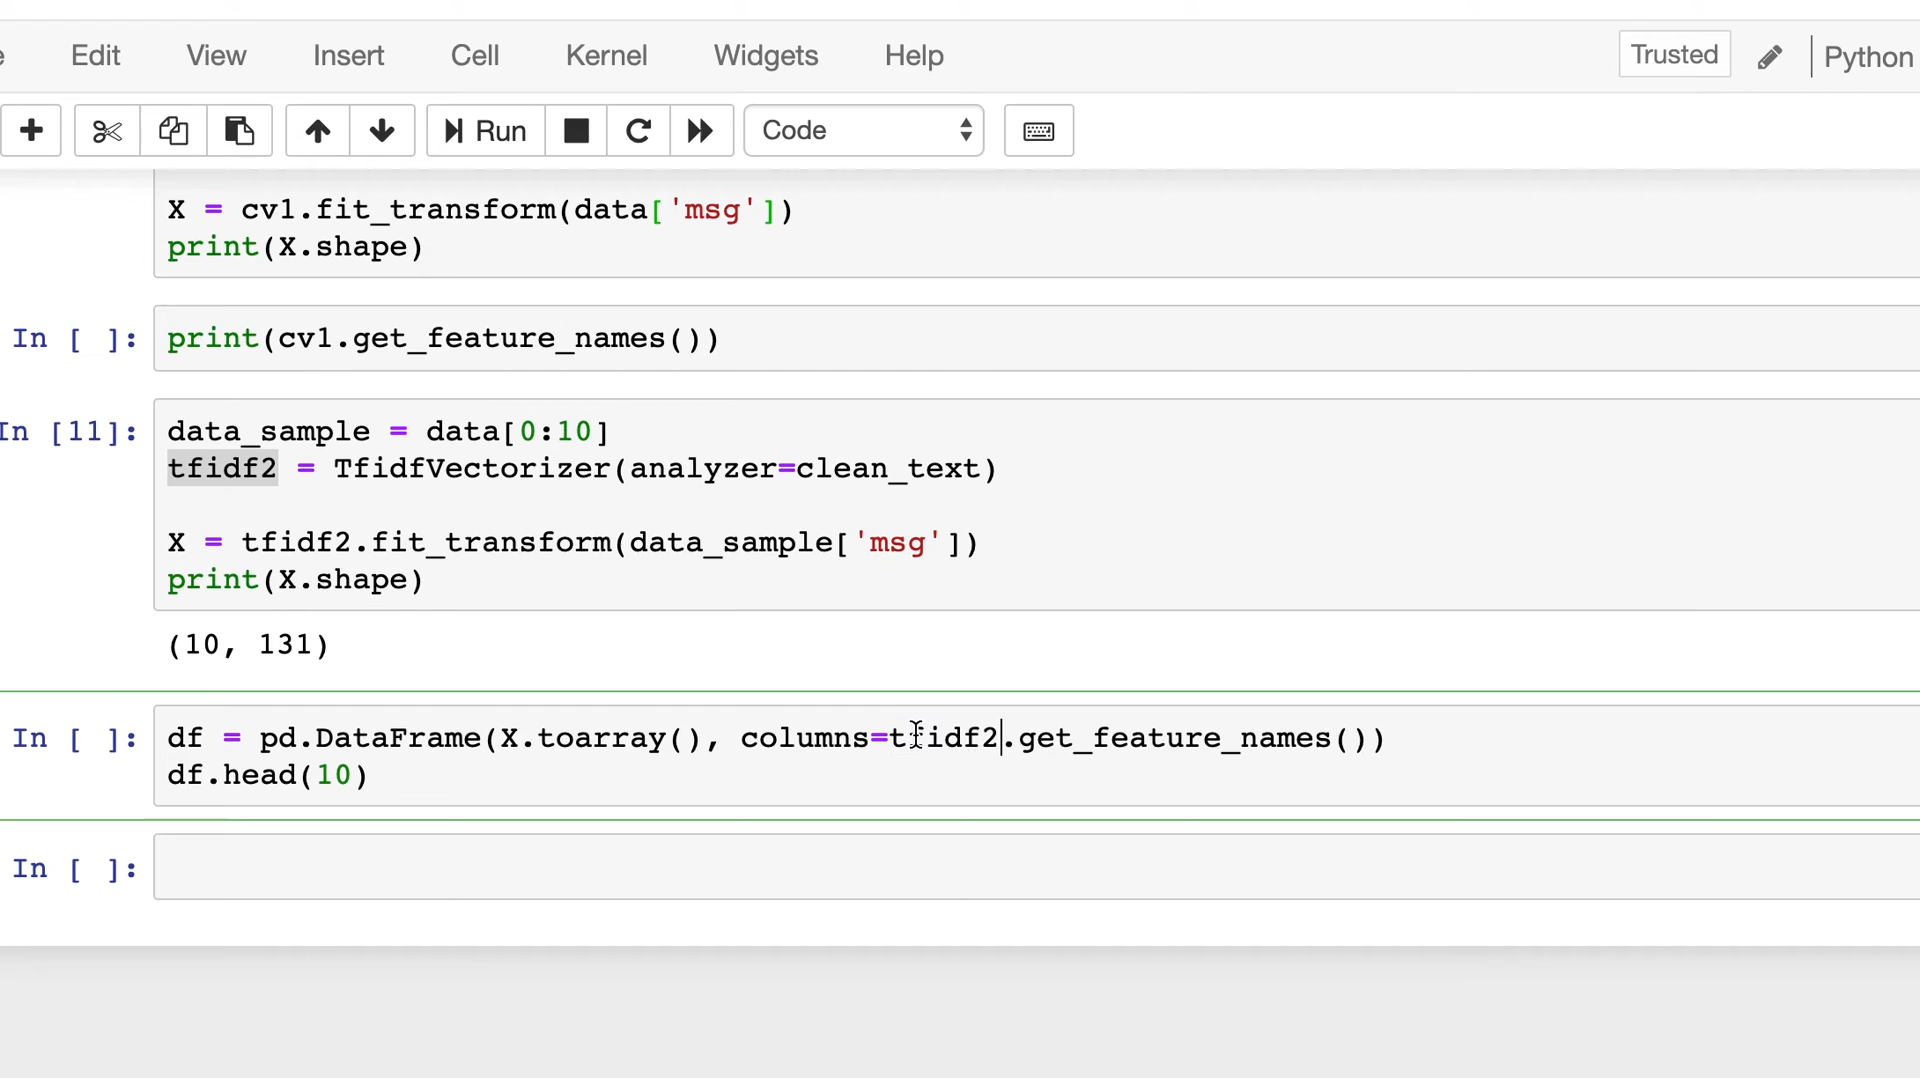 Edit View Insert Cell Kernel Widgets Help Trusted Python
Run Code
X = cv1.fit_transform(data['msg'])
print(X.shape)
In [ ]: print(cv1.get_feature_names())
In [11]: data_sample = data[0:10]
tfidf2 = TfidfVectorizer(analyzer=clean_text)
X = tfidf2.fit_transform(data_sample['msg'])
print(X.shape)
(10, 131)
In [ ]: df = pd.DataFrame(X.toarray(), columns=tfidf2.get_feature_names())
df.head(10)
In [ ]: